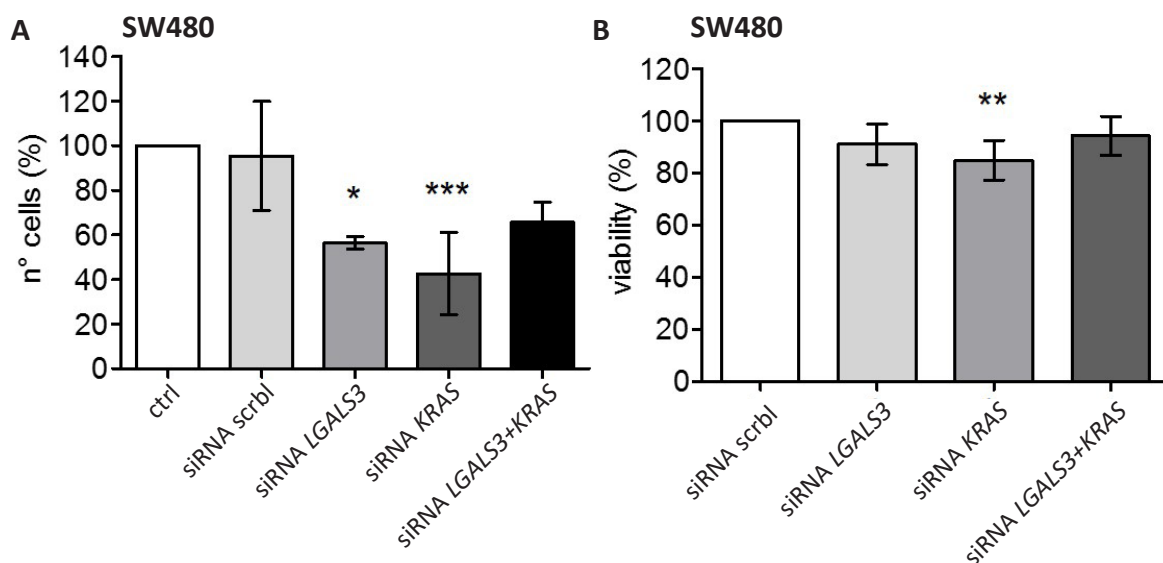 A
SW480
n° cells (%)
140
120
100
80
60
40
20
0
*
***
ctrl
siRNA scrbl
siRNA LGALS3
siRNA KRAS
siRNA LGALS3+KRAS
B
SW480
viability (%)
120
100
80
60
40
20
0
**
siRNA scrbl
siRNA LGALS3
siRNA KRAS
siRNA LGALS3+KRAS